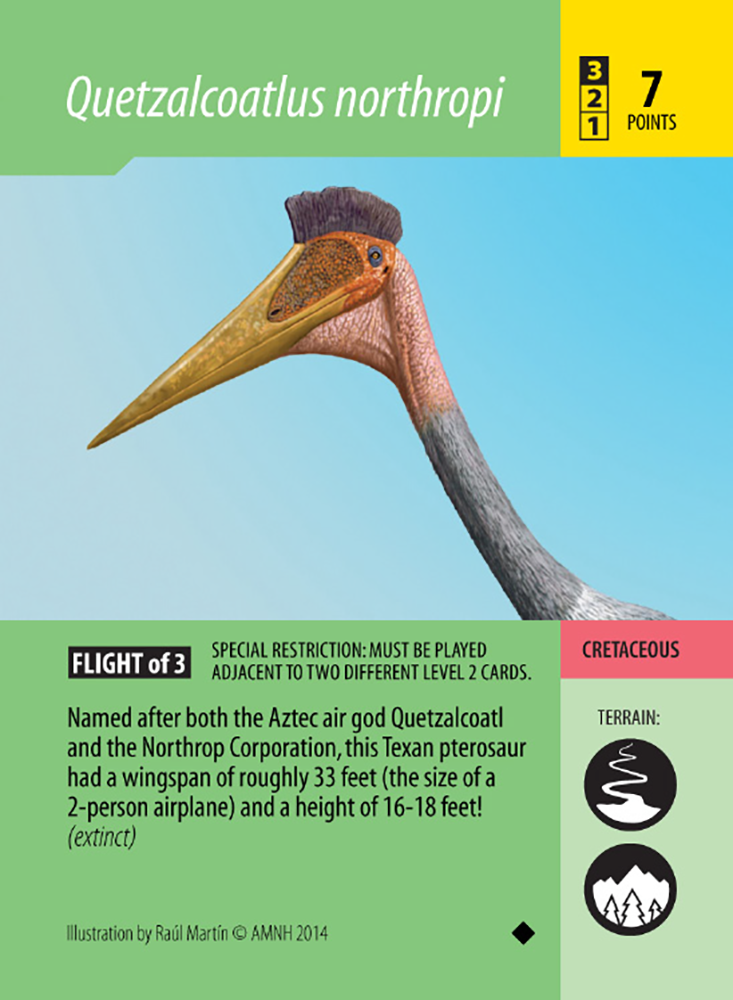 Quetzalcoatlus northropi
3
2
1
7
POINTS
FLIGHT of 3
SPECIAL RESTRICTION: MUST BE PLAYED
ADJACENT TO TWO DIFFERENT LEVEL 2 CARDS.
CRETACEOUS
Named after both the Aztec air god Quetzalcoatl
and the Northrop Corporation, this Texan pterosaur
had a wingspan of roughly 33 feet (the size of a
2-person airplane) and a height of 16-18 feet!
(extinct)
TERRAIN:
Illustration by Raúl Martín © AMNH 2014